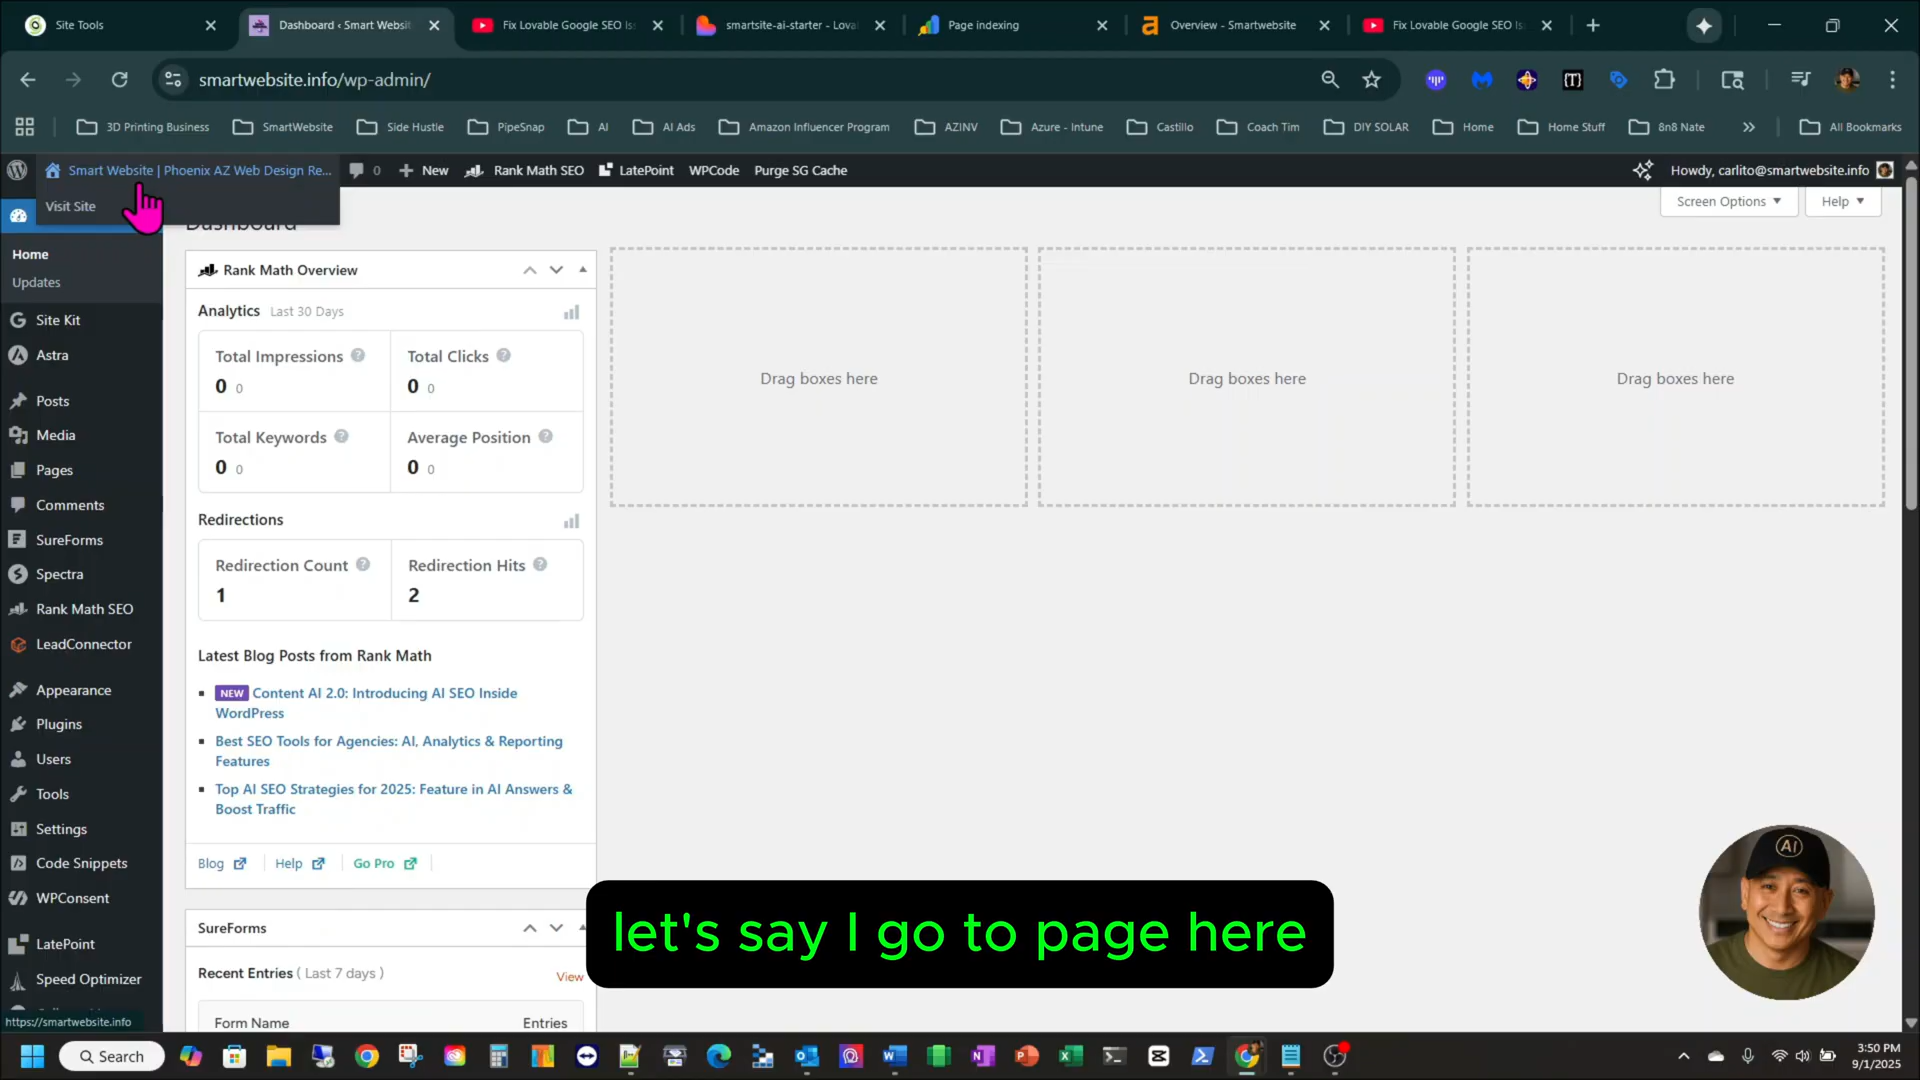 Site Tools
Dashboard ‹ Smart Websit
Fix Lovable Google SEO Is
smartsite-ai-starter - Lova
Page indexing
Overview - Smartwebsite
Fix Lovable Google SEO Is
smartwebsite.info/wp-admin/
3D Printing Business
SmartWebsite
Side Hustle
PipeSnap
AI
AI Ads
Amazon Influencer Program
AZINV
Azure - Intune
Castillo
Coach Tim
DIY SOLAR
Home
Home Stuff
8n8 Nate
All Bookmarks
Smart Website | Phoenix AZ Web Design Re...
0
New
Rank Math SEO
LatePoint
WPCode
Purge SG Cache
Howdy, carlito@smartwebsite.info
Visit Site
Screen Options
Help
Dashboard
Home
Updates
Site Kit
Astra
Posts
Media
Pages
Comments
SureForms
Spectra
Rank Math SEO
LeadConnector
Appearance
Plugins
Users
Tools
Settings
Code Snippets
WPConsent
LatePoint
Speed Optimizer
https://smartwebsite.info
Rank Math Overview
Analytics Last 30 Days
Total Impressions
0 0
Total Clicks
0 0
Total Keywords
0 0
Average Position
0 0
Redirections
Redirection Count
1
Redirection Hits
2
Latest Blog Posts from Rank Math
NEW Content AI 2.0: Introducing AI SEO Inside
WordPress
Best SEO Tools for Agencies: AI, Analytics & Reporting
Features
Top AI SEO Strategies for 2025: Feature in AI Answers &
Boost Traffic
Blog
Help
Go Pro
SureForms
Recent Entries ( Last 7 days )
View
Form Name
Entries
Drag boxes here
Drag boxes here
Drag boxes here
AI
let's say I go to page here
Search
3:50 PM
9/1/2025